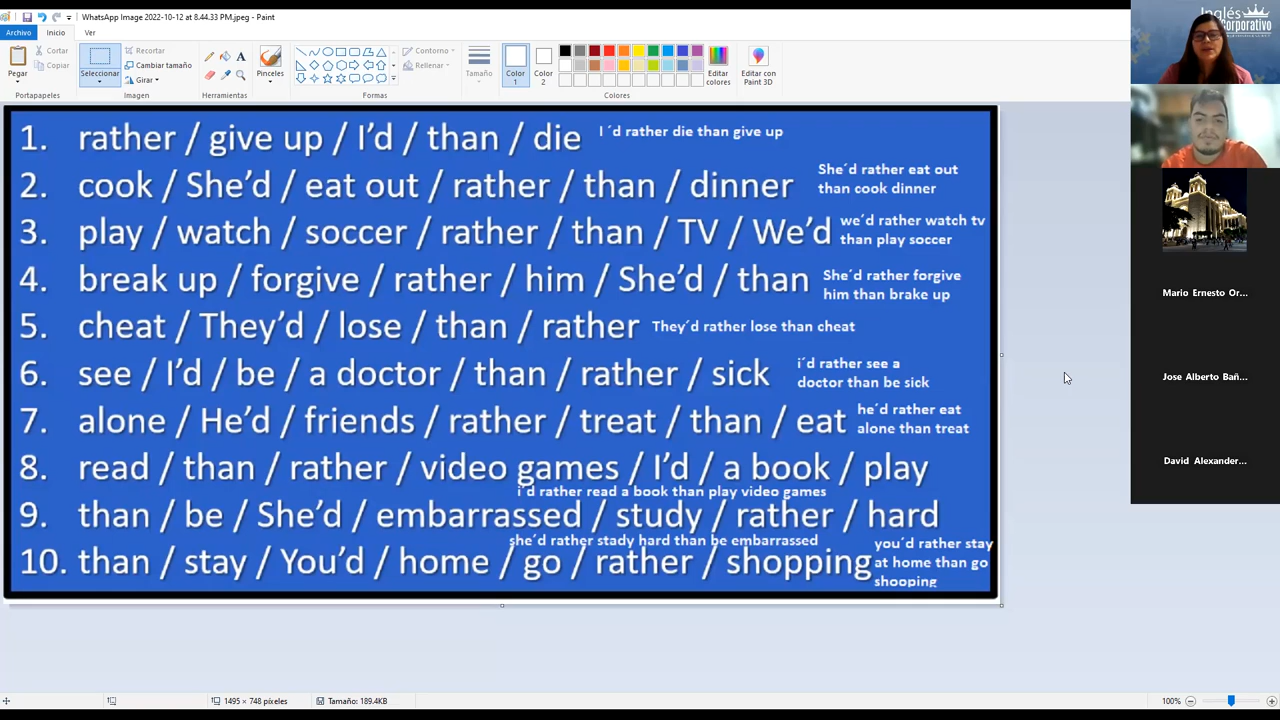 WhatsApp Image 2022-10-12 at 8.44.33 PM.jpeg - Paint
Archivo Inicio Ver
Pegar
Cortar
Copiar
Portapapeles
Seleccionar
Recortar
Cambiar tamaño
Girar
Imagen
Herramientas
Pinceles
Contorno
Rellenar
Formas
Tamaño
Color 1
Color 2
Editar colores
Colores
Editar con Paint 3D
Inglés
Corporativo
1. rather / give up / I'd / than / die
I ´d rather die than give up
2. cook / She'd / eat out / rather / than / dinner
She´d rather eat out
than cook dinner
3. play / watch / soccer / rather / than / TV / We'd
we´d rather watch tv
than play soccer
4. break up / forgive / rather / him / She'd / than
She´d rather forgive
him than brake up
5. cheat / They'd / lose / than / rather
They´d rather lose than cheat
6. see / I'd / be / a doctor / than / rather / sick
i´d rather see a
doctor than be sick
7. alone / He'd / friends / rather / treat / than / eat
he´d rather eat
alone than treat
8. read / than / rather / video games / I'd / a book / play
i´d rather read a book than play video games
9. than / be / She'd / embarrassed / study / rather / hard
she´d rather stady hard than be embarrassed
10. than / stay / You'd / home / go / rather / shopping
you´d rather stay
at home than go
shooping
Mario Ernesto Or...
Jose Alberto Bañ...
David Alexander...
1495 × 748 píxeles
Tamaño: 189.4KB
100%